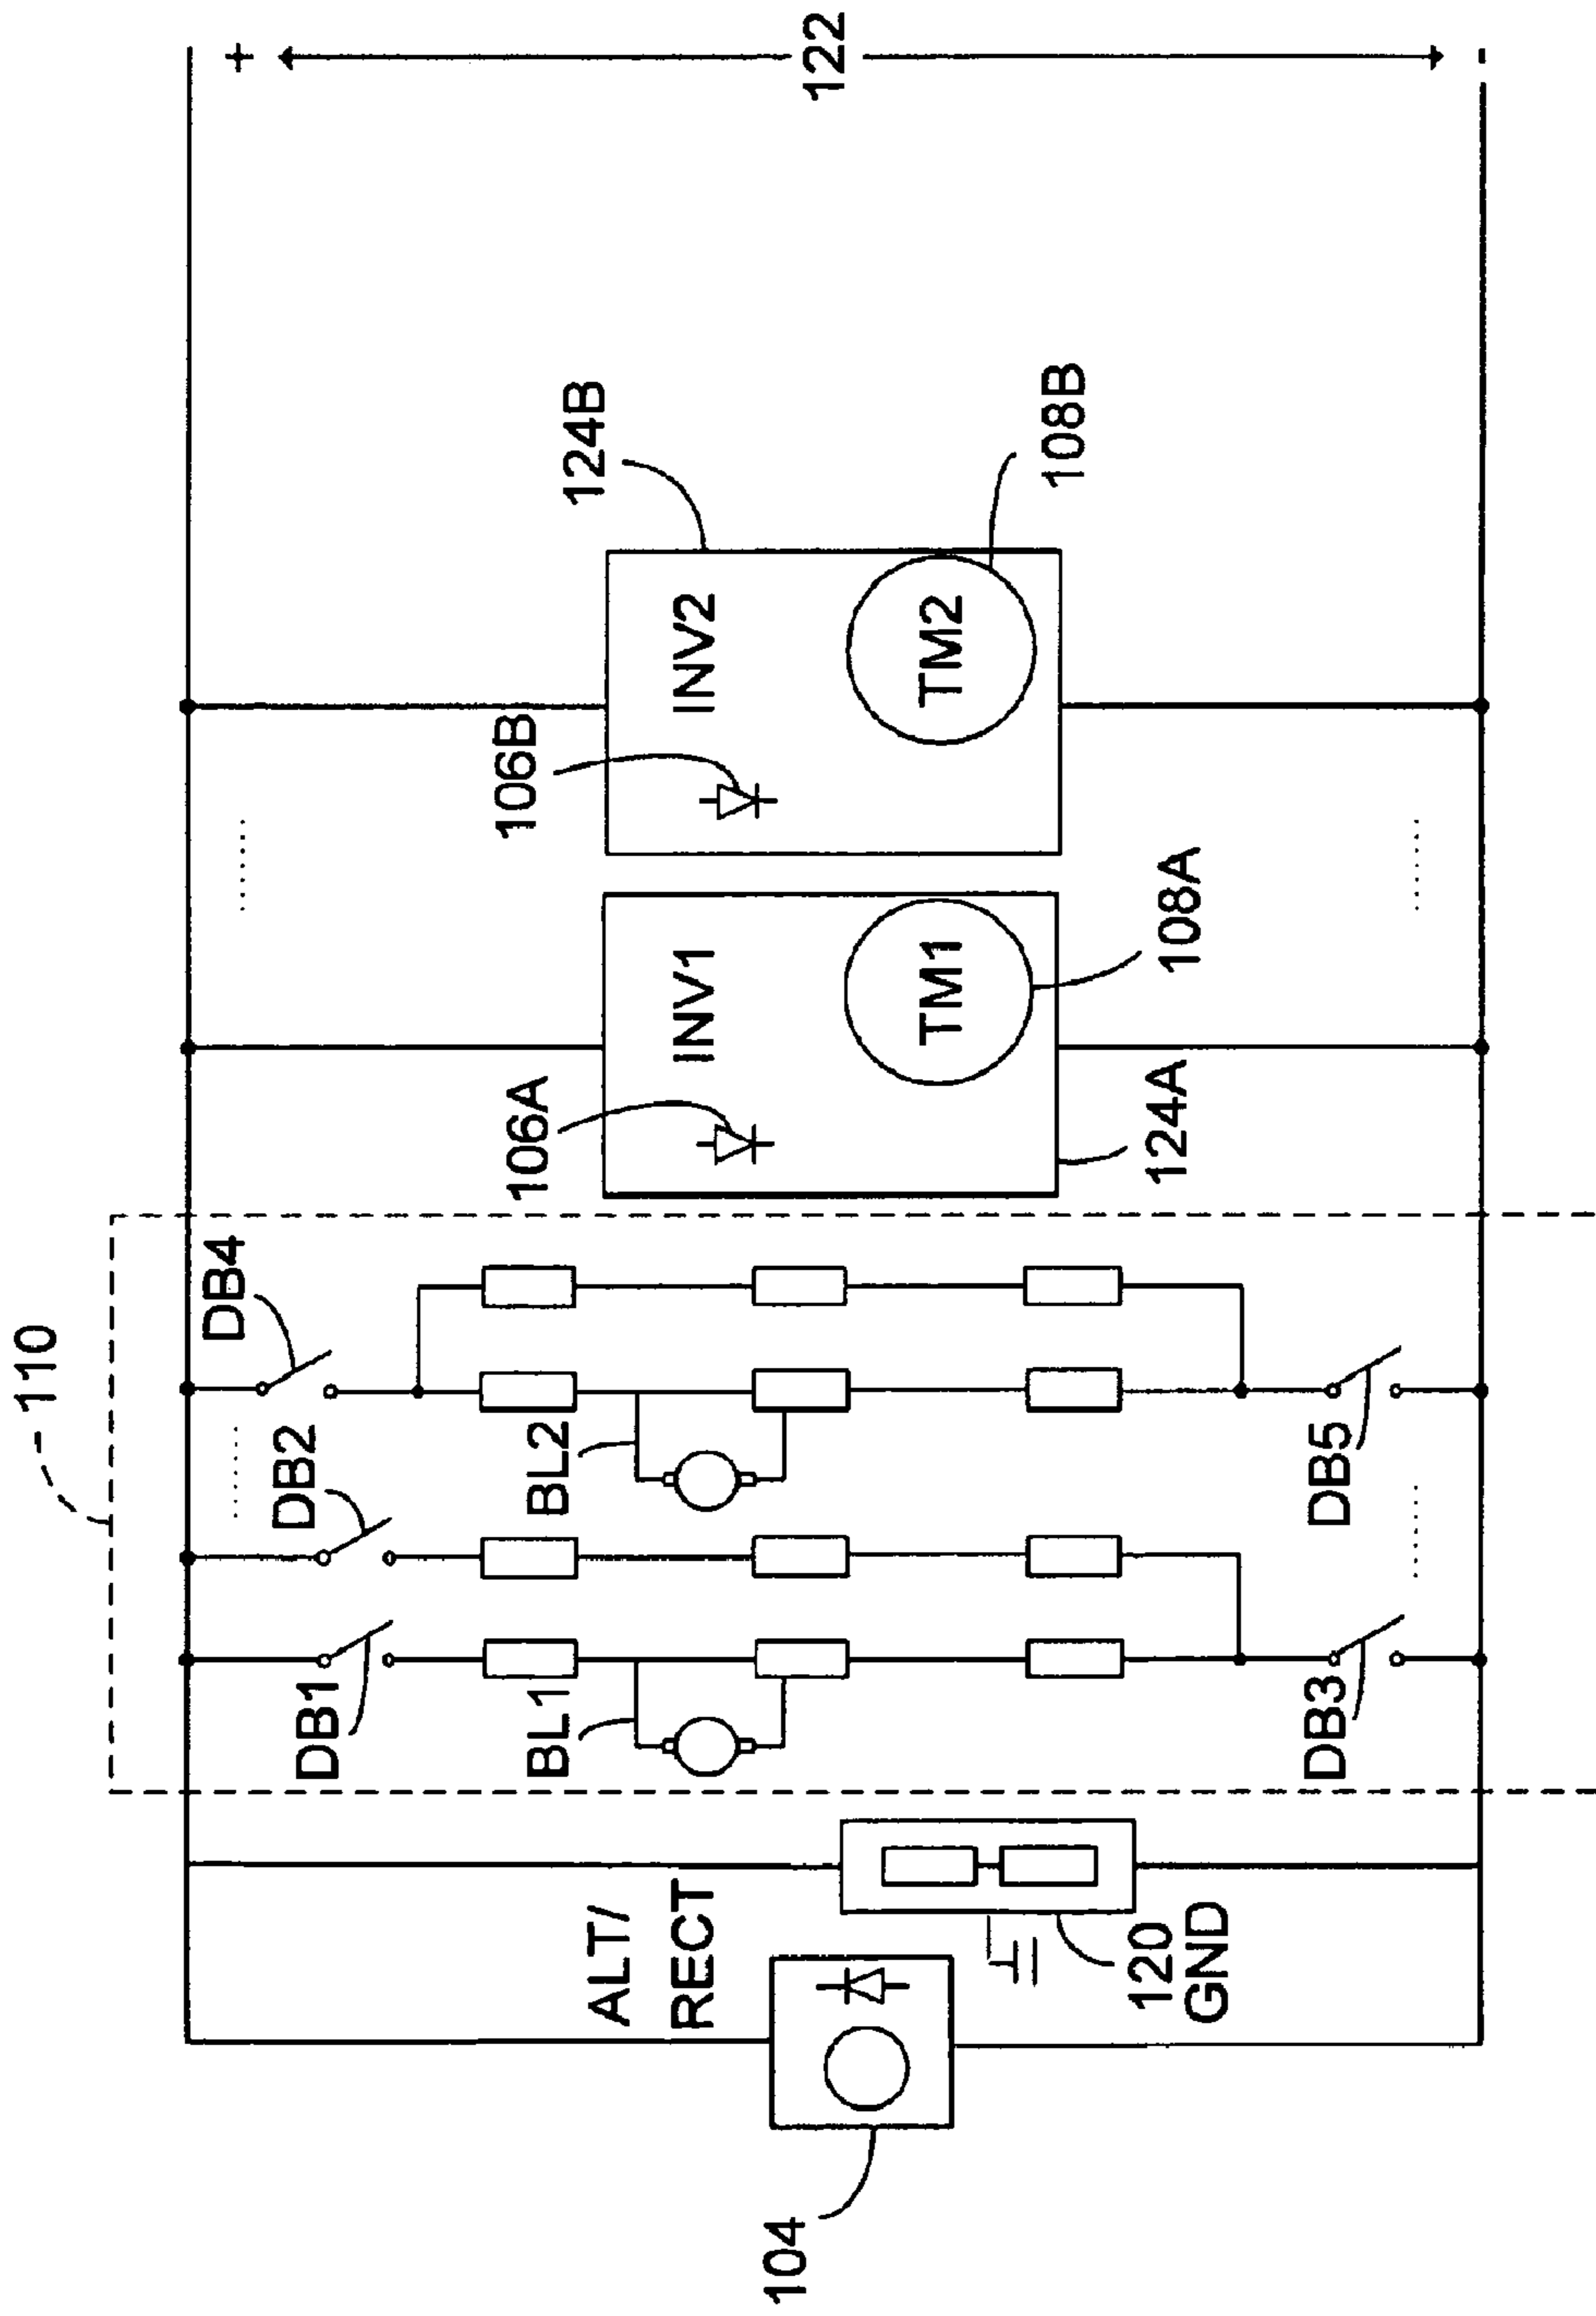 110
DB4
DB2
DB1
BL2
BL1
DB5
DB3
ALT/
RECT
104
120
GND
106A
INV1
TM1
108A
124A
106B
INV2
TM2
108B
124B
+
122
-